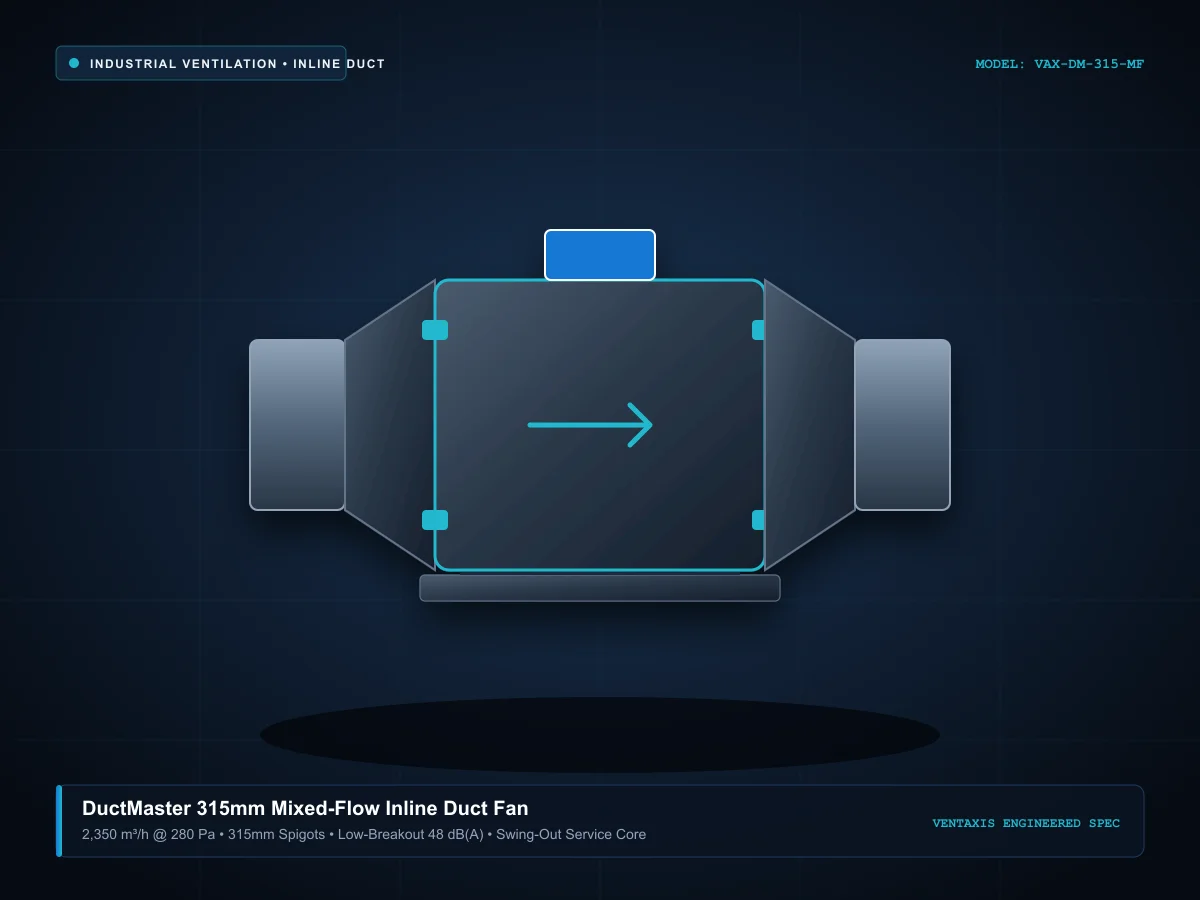 INDUSTRIAL VENTILATION • INLINE DUCT
MODEL: VAX-DM-315-MF
DuctMaster 315mm Mixed-Flow Inline Duct Fan
2,350 m³/h @ 280 Pa • 315mm Spigots • Low-Breakout 48 dB(A) • Swing-Out Service Core
VENTAXIS ENGINEERED SPEC